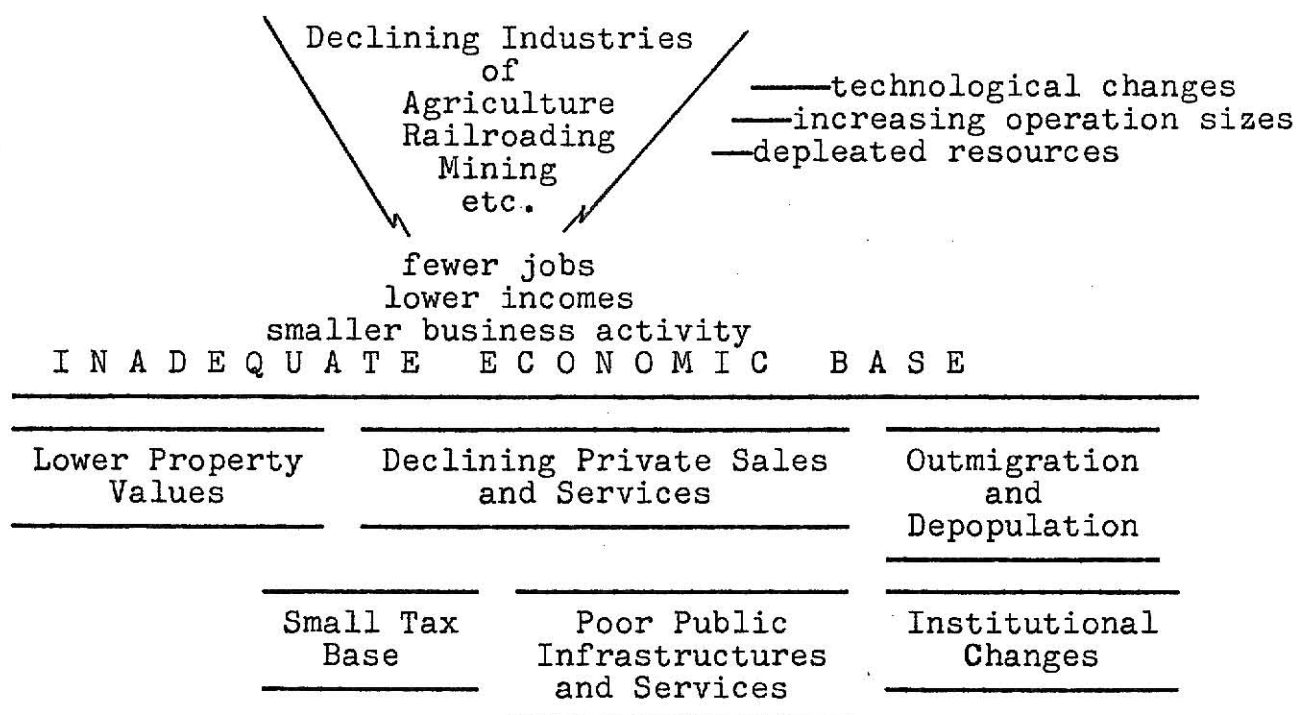 Declining Industries
of
Agriculture
Railroading
Mining
etc.
technological changes
increasing operation sizes
depleated resources
fewer jobs
lower incomes
smaller business activity
INADEQUATE ECONOMIC BASE
Lower Property
Values
Declining Private Sales
and Services
Outmigration
and
Depopulation
Small Tax
Base
Poor Public
Infrastructures
and Services
Institutional
Changes